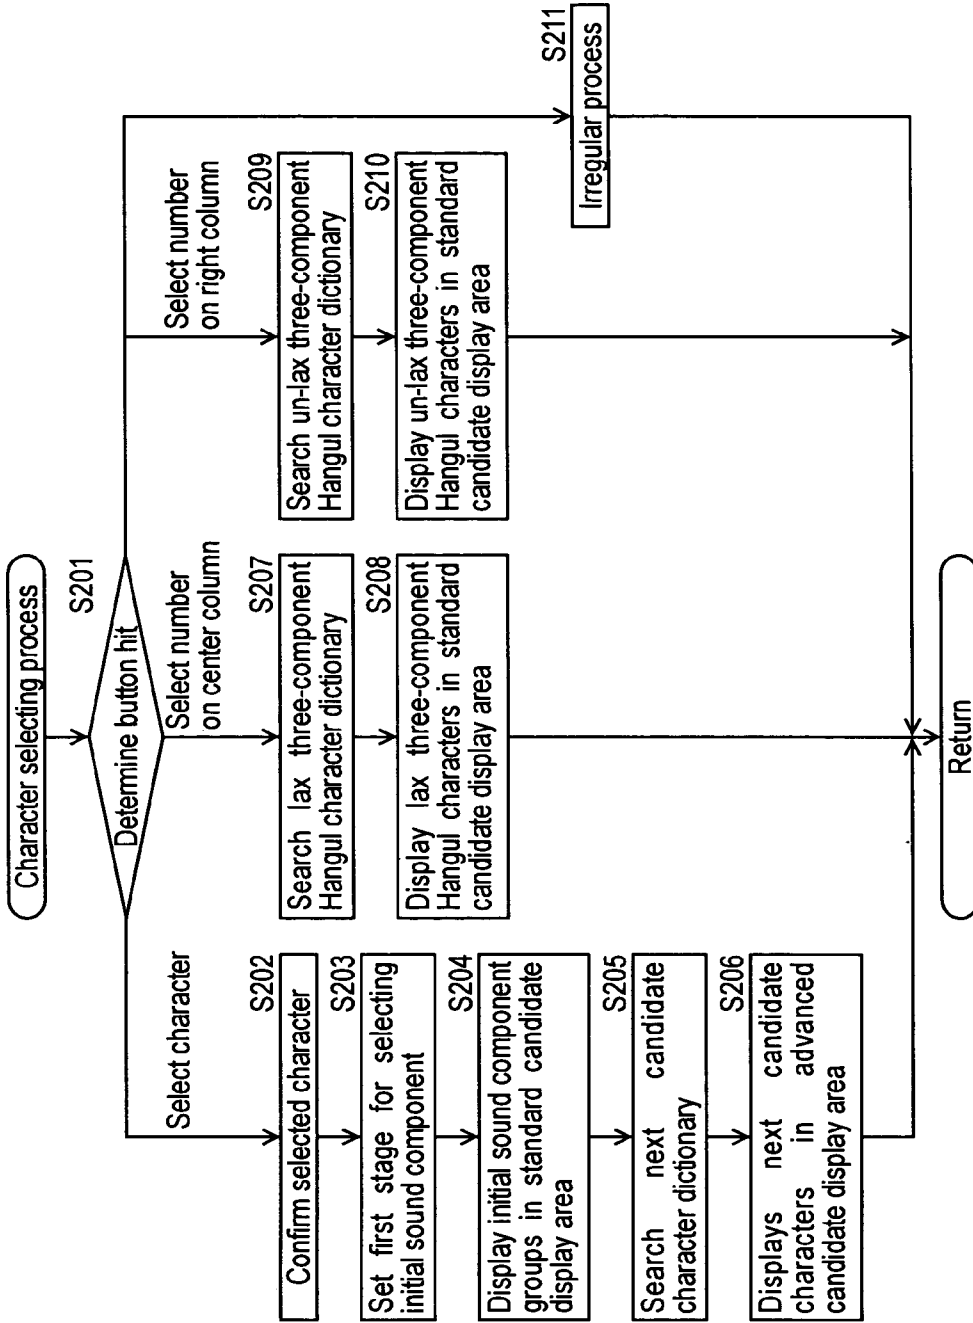 Character selecting process
S201
Determine button hit
Select character
S202
Confirm selected character
S203
Set first stage for selecting
initial sound component
S204
Display initial sound component
groups in standard candidate
display area
S205
Search next candidate
character dictionary
S206
Displays next candidate
characters in advanced
candidate display area
Select number
on center column
S207
Search lax three-component
Hangul character dictionary
S208
Display lax three-component
Hangul characters in standard
candidate display area
Select number
on right column
S209
Search un-lax three-component
Hangul character dictionary
S210
Display un-lax three-component
Hangul characters in standard
candidate display area
S211
Irregular process
Return